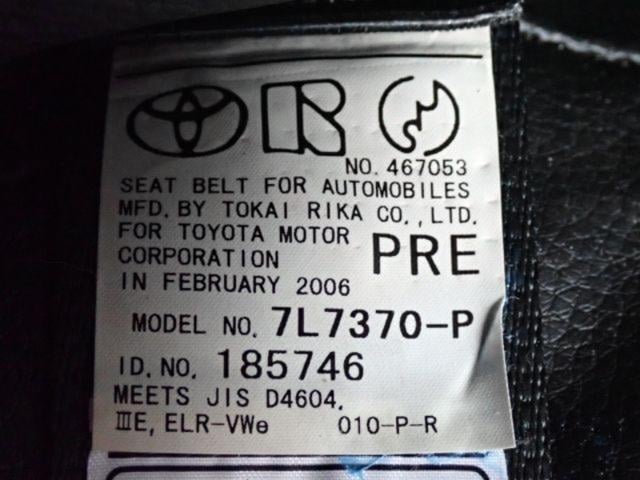 NO. 467053
SEAT BELT FOR AUTOMOBILES
MFD. BY TOKAI RIKA CO., LTD.
FOR TOYOTA MOTOR
CORPORATION PRE
IN FEBRUARY 2006
MODEL NO. 7L7370-P
ID. NO. 185746
MEETS JIS D4604.
ⅢE, ELR-VWe 010-P-R